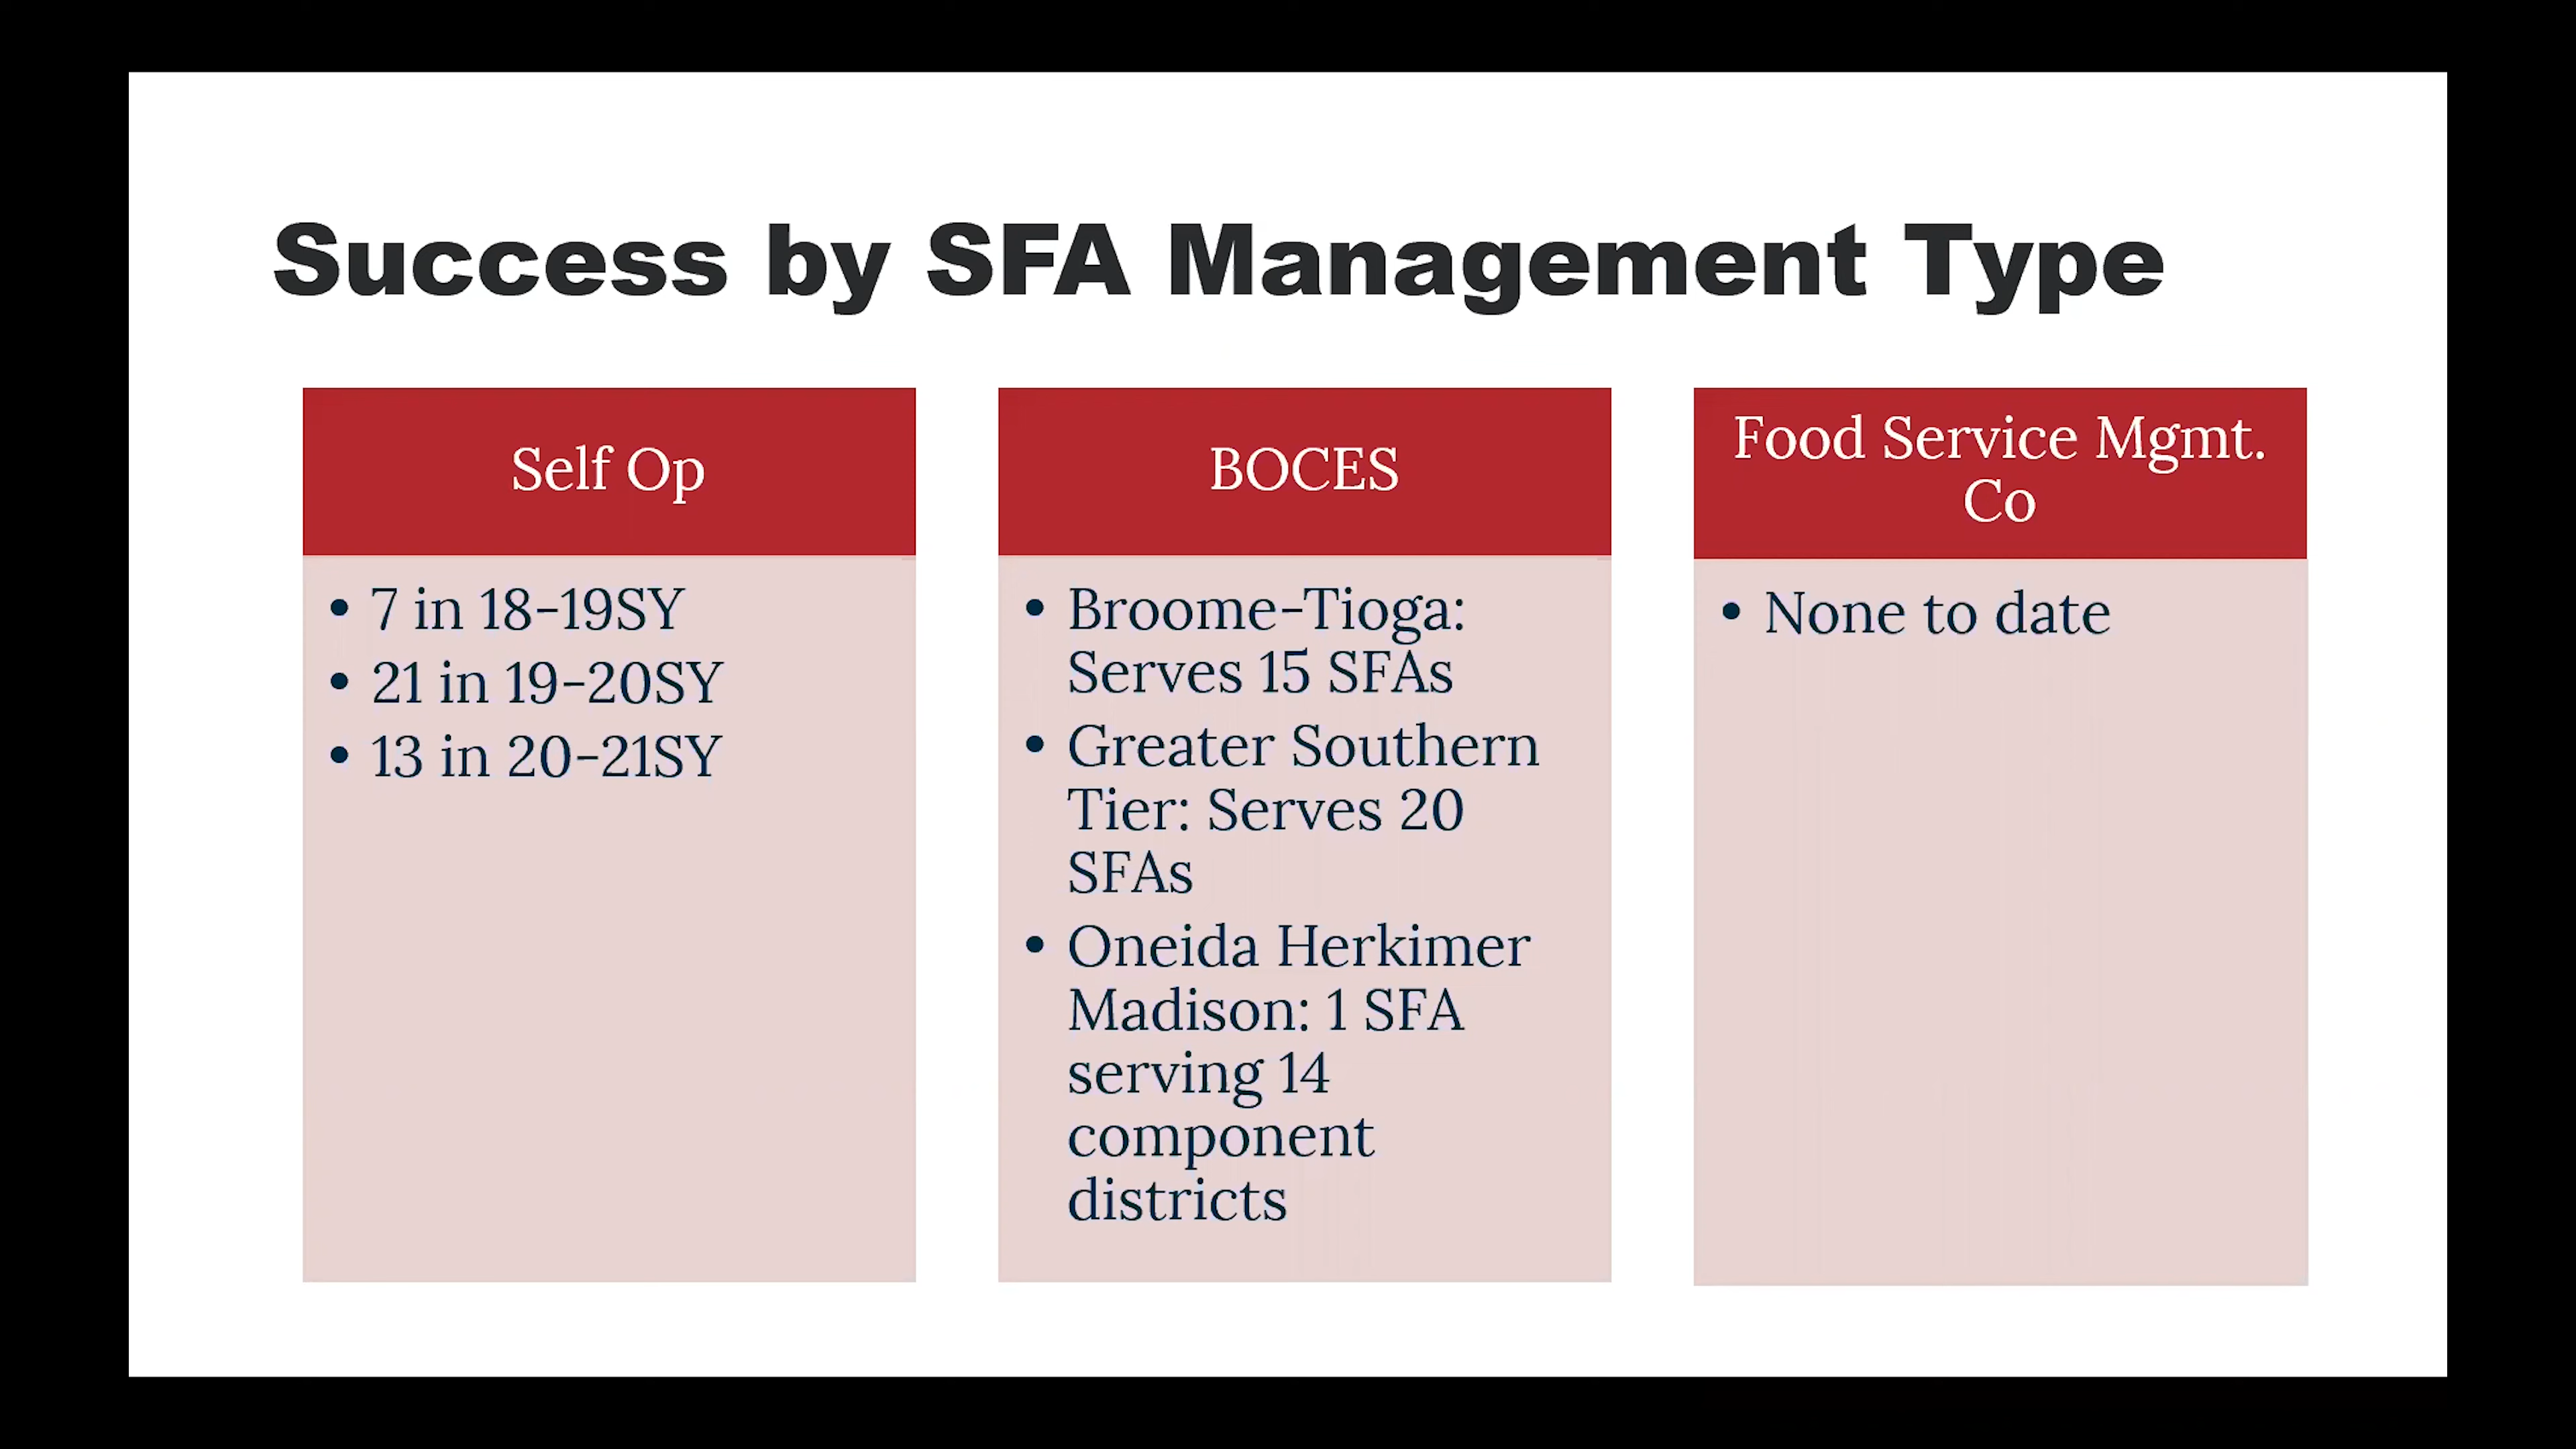 Success by SFA Management Type
Self Op
• 7 in 18-19SY
• 21 in 19-20SY
• 13 in 20-21SY
BOCES
• Broome-Tioga:
Serves 15 SFAs
• Greater Southern
Tier: Serves 20
SFAs
• Oneida Herkimer
Madison: 1 SFA
serving 14
component
districts
Food Service Mgmt.
Co
• None to date